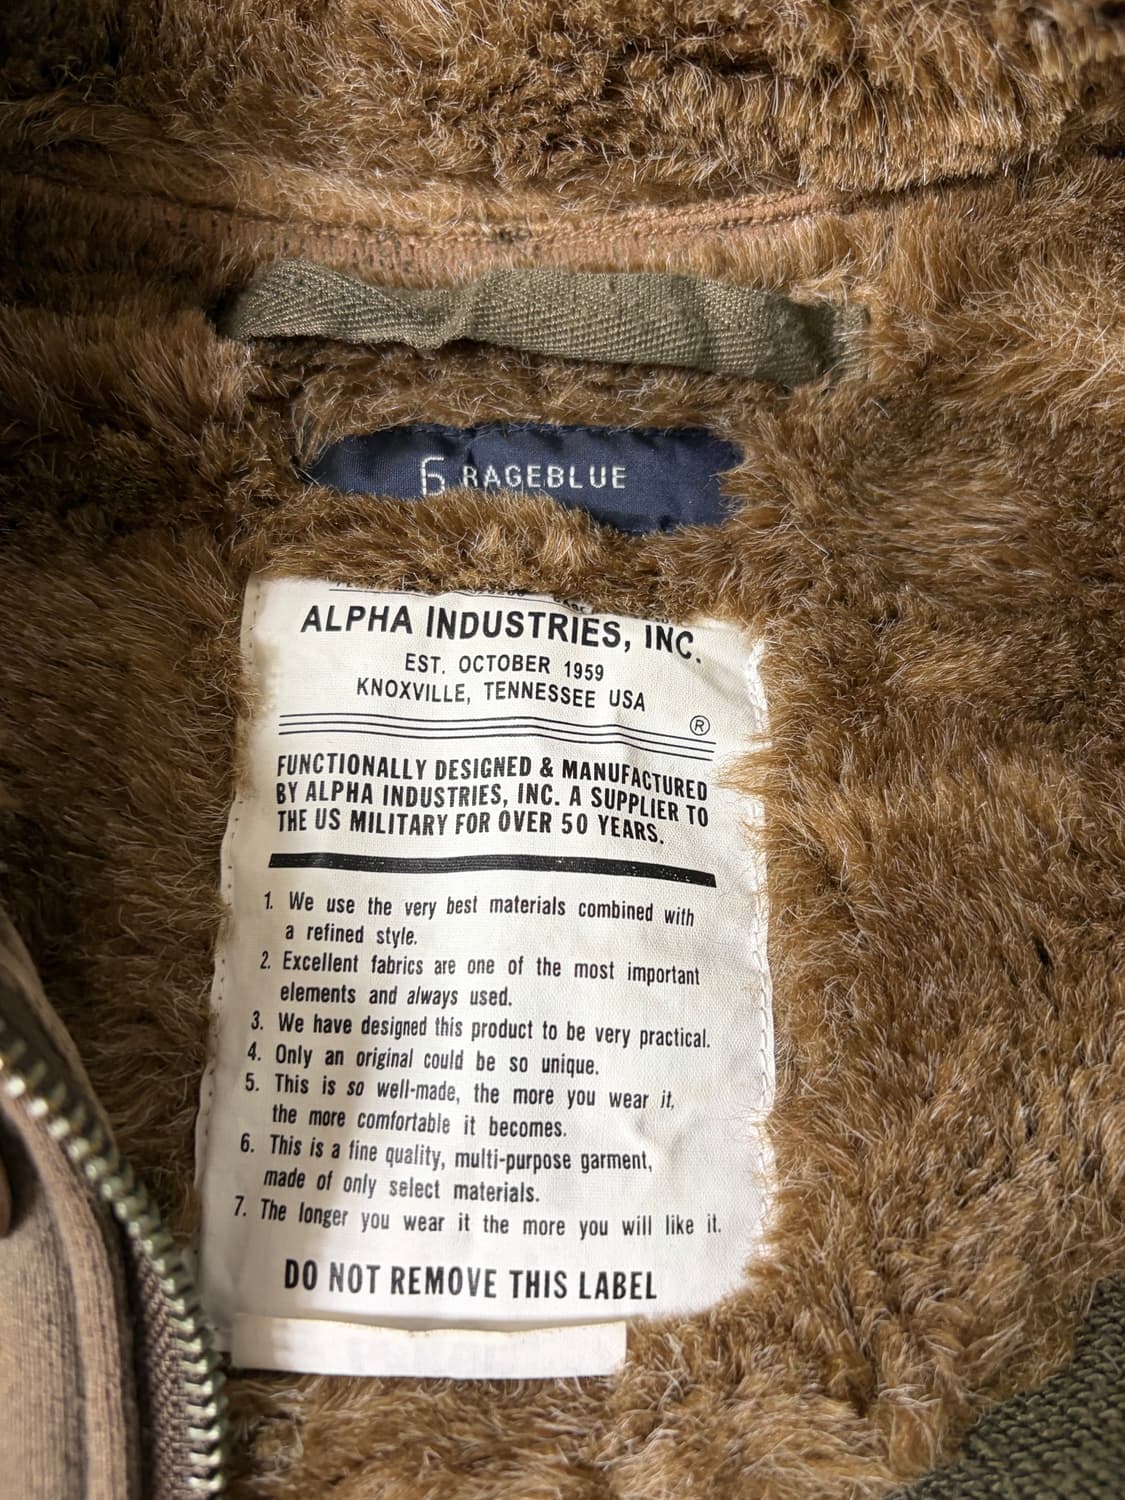 6 RAGEBLUE
ALPHA INDUSTRIES, INC.
EST. OCTOBER 1959
KNOXVILLE, TENNESSEE USA
®
FUNCTIONALLY DESIGNED & MANUFACTURED
BY ALPHA INDUSTRIES, INC. A SUPPLIER TO
THE US MILITARY FOR OVER 50 YEARS.
1. We use the very best materials combined with
a refined style.
2. Excellent fabrics are one of the most important
elements and always used.
3. We have designed this product to be very practical.
4. Only an original could be so unique.
5. This is so well-made, the more you wear it,
the more comfortable it becomes.
6. This is a fine quality, multi-purpose garment,
made of only select materials.
7. The longer you wear it the more you will like it.
DO NOT REMOVE THIS LABEL